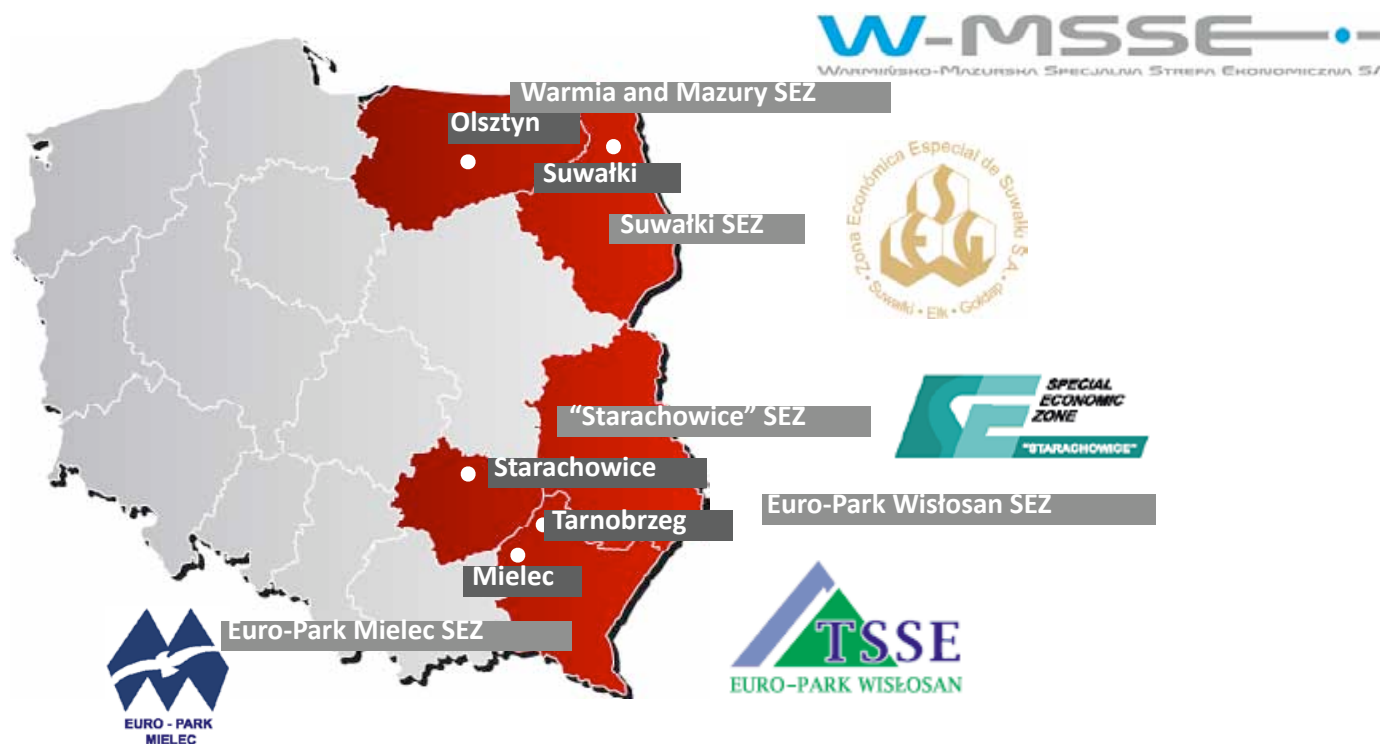 W-MSSE
WARMIŃSKO-MAZURSKA SPECJALNA STREFA EKONOMICZNA SA
Warmia and Mazury SEZ
Olsztyn
Suwałki
Zona Económica Especial de Suwałki S.A.
SSEG
• Suwałki • Ełk • Gołdap •
Suwałki SEZ
SPECIAL
ECONOMIC
ZONE
"STARACHOWICE"
“Starachowice” SEZ
Starachowice
Euro-Park Wisłosan SEZ
Tarnobrzeg
Mielec
TSSE
EURO-PARK WISŁOSAN
Euro-Park Mielec SEZ
EURO - PARK
MIELEC